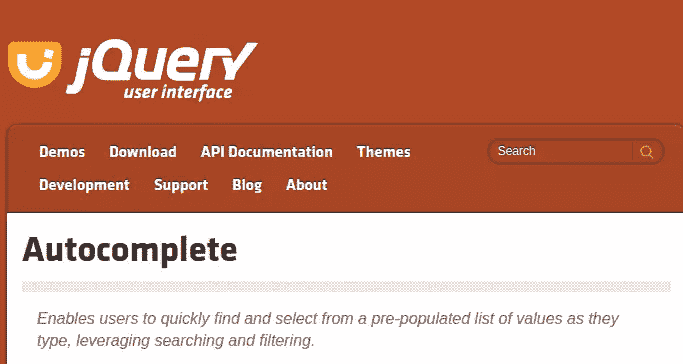 jQuery
user interface
Demos Download API Documentation Themes
Search
Development Support Blog About
Autocomplete
Enables users to quickly find and select from a pre-populated list of values as they
type, leveraging searching and filtering.